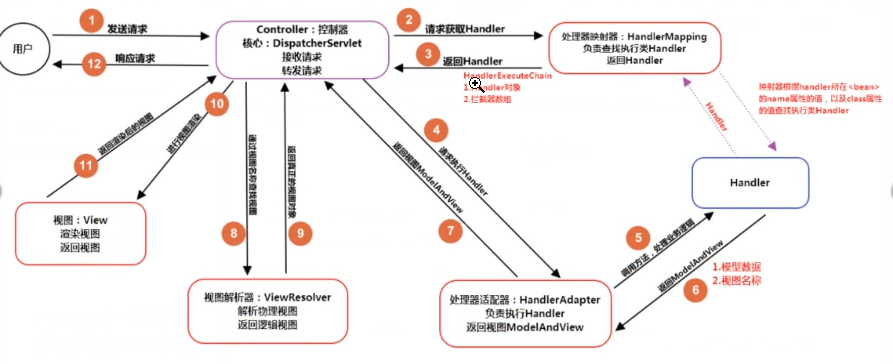 1
发送请求
用户
12
响应请求
Controller：控制器
核心：DispatcherServlet
接收请求
转发请求
2
请求获取Handler
3
返回Handler
HandlerExecuteChain
1.Handler对象
2.拦截器数组
处理器映射器：HandlerMapping
负责查找执行类Handler
返回Handler
映射器根据handler所在<bean>
的name属性的值，以及class属性
的值查找执行类Handler
Handler
Handler
10
进行视图渲染
11
返回渲染后的视图
视图：View
渲染视图
返回视图
8
通过视图名称查找视图
9
返回真正的视图对象
视图解析器：ViewResolver
解析物理视图
返回逻辑视图
4
请求执行Handler
7
返回视图ModelAndView
处理器适配器：HandlerAdapter
负责执行Handler
返回视图ModelAndView
5
调用方法，处理业务逻辑
6
返回ModelAndView
1.模型数据
2.视图名称